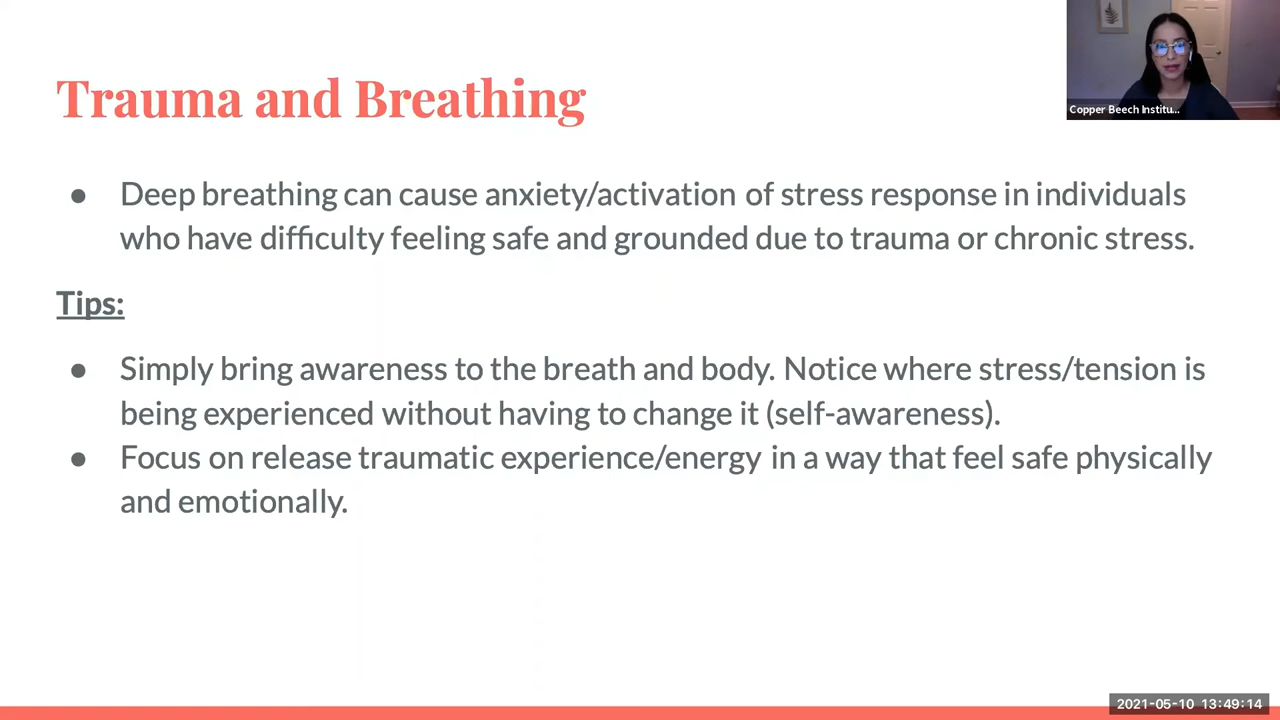 Trauma and Breathing
Copper Beech Institu...
● Deep breathing can cause anxiety/activation of stress response in individuals
who have difficulty feeling safe and grounded due to trauma or chronic stress.
Tips:
● Simply bring awareness to the breath and body. Notice where stress/tension is
being experienced without having to change it (self-awareness).
● Focus on release traumatic experience/energy in a way that feel safe physically
and emotionally.
2021-05-10 13:49:14